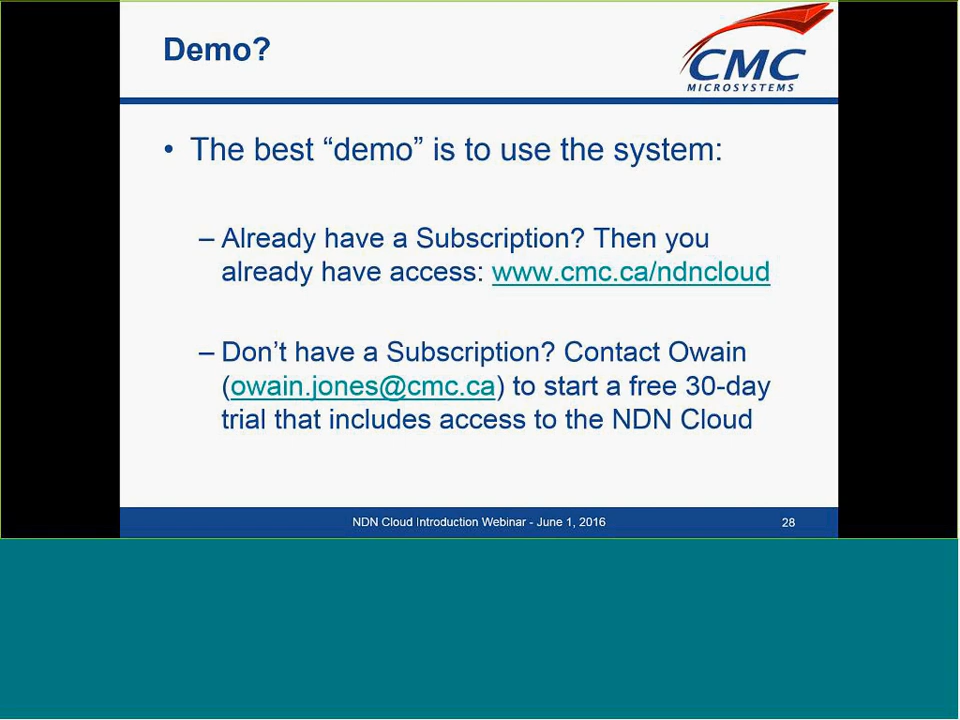 Demo?
CMC
MICROSYSTEMS
• The best “demo” is to use the system:
– Already have a Subscription? Then you
already have access: www.cmc.ca/ndncloud
– Don’t have a Subscription? Contact Owain
(owain.jones@cmc.ca) to start a free 30-day
trial that includes access to the NDN Cloud
NDN Cloud Introduction Webinar - June 1, 2016
28